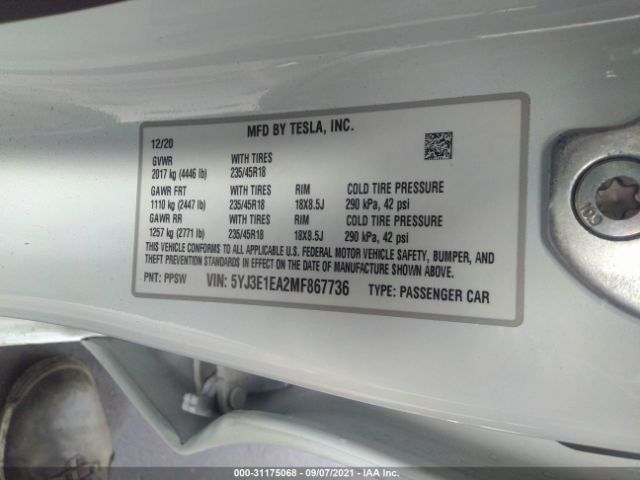 MFD BY TESLA, INC.
12/20
GVWR WITH TIRES
2017 kg (4446 lb) 235/45R18
GAWR FRT WITH TIRES RIM COLD TIRE PRESSURE
1110 kg (2447 lb) 235/45R18 18X8.5J 290 kPa, 42 psi
GAWR RR WITH TIRES RIM COLD TIRE PRESSURE
1257 kg (2771 lb) 235/45R18 18X8.5J 290 kPa, 42 psi
THIS VEHICLE CONFORMS TO ALL APPLICABLE U.S. FEDERAL MOTOR VEHICLE SAFETY, BUMPER, AND
THEFT PREVENTION STANDARDS IN EFFECT ON THE DATE OF MANUFACTURE SHOWN ABOVE.
PNT: PPSW VIN: 5YJ3E1EA2MF867736 TYPE: PASSENGER CAR
000-31175068 - 09/07/2021 - IAA Inc.